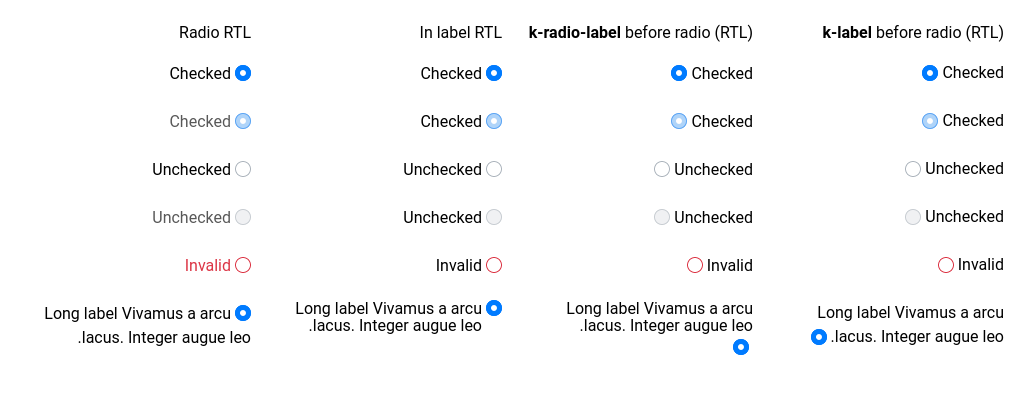 Radio RTL
Checked
Checked
Unchecked
Unchecked
Invalid
Long label Vivamus a arcu
.lacus. Integer augue leo
In label RTL
Checked
Checked
Unchecked
Unchecked
Invalid
Long label Vivamus a arcu
.lacus. Integer augue leo
k-radio-label before radio (RTL)
Checked
Checked
Unchecked
Unchecked
Invalid
Long label Vivamus a arcu
.lacus. Integer augue leo
k-label before radio (RTL)
Checked
Checked
Unchecked
Unchecked
Invalid
Long label Vivamus a arcu
.lacus. Integer augue leo